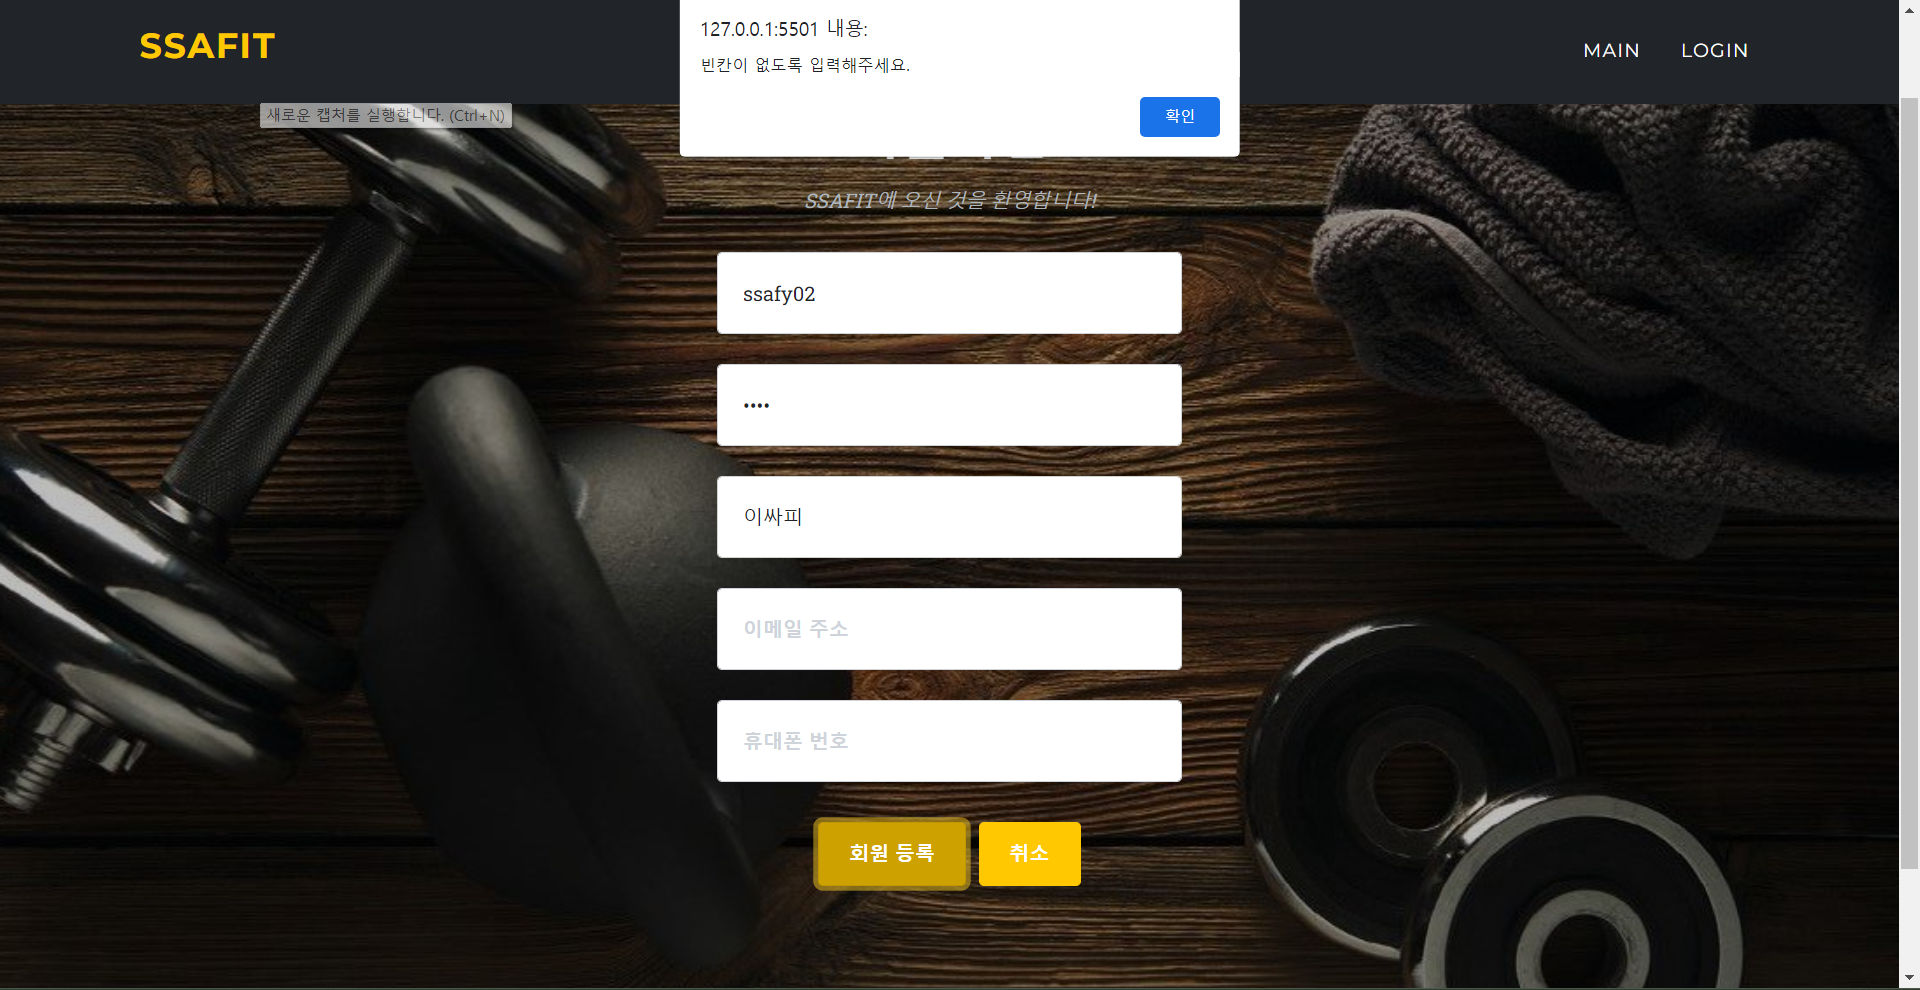 SSAFIT
MAIN
LOGIN
127.0.0.1:5501 내용:
빈칸이 없도록 입력해주세요.
확인
새로운 캡처를 실행합니다. (Ctrl+N)
SSAFIT에 오신 것을 환영합니다!
ssafy02
••••
이싸피
이메일 주소
휴대폰 번호
회원 등록
취소